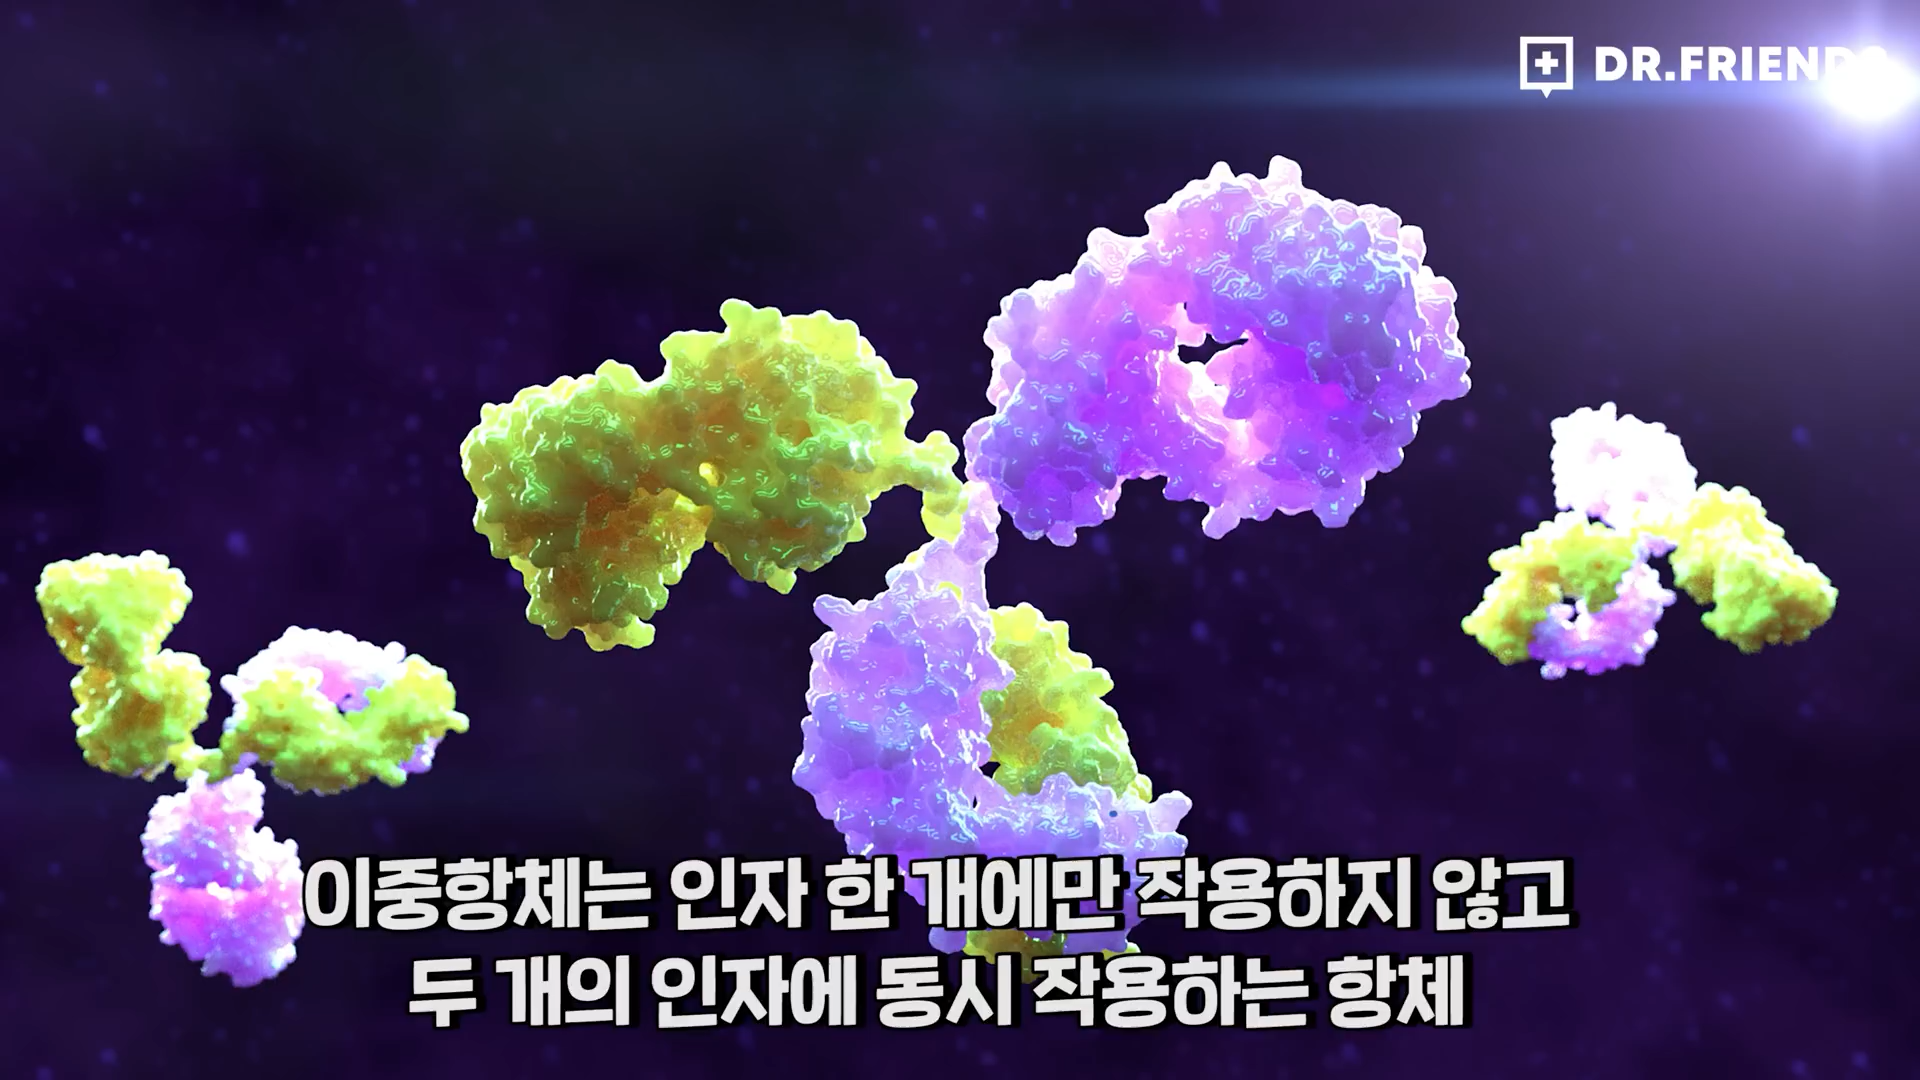 DR.FRIENDS
이중항체는 인자 한 개에만 작용하지 않고
두 개의 인자에 동시 작용하는 항체